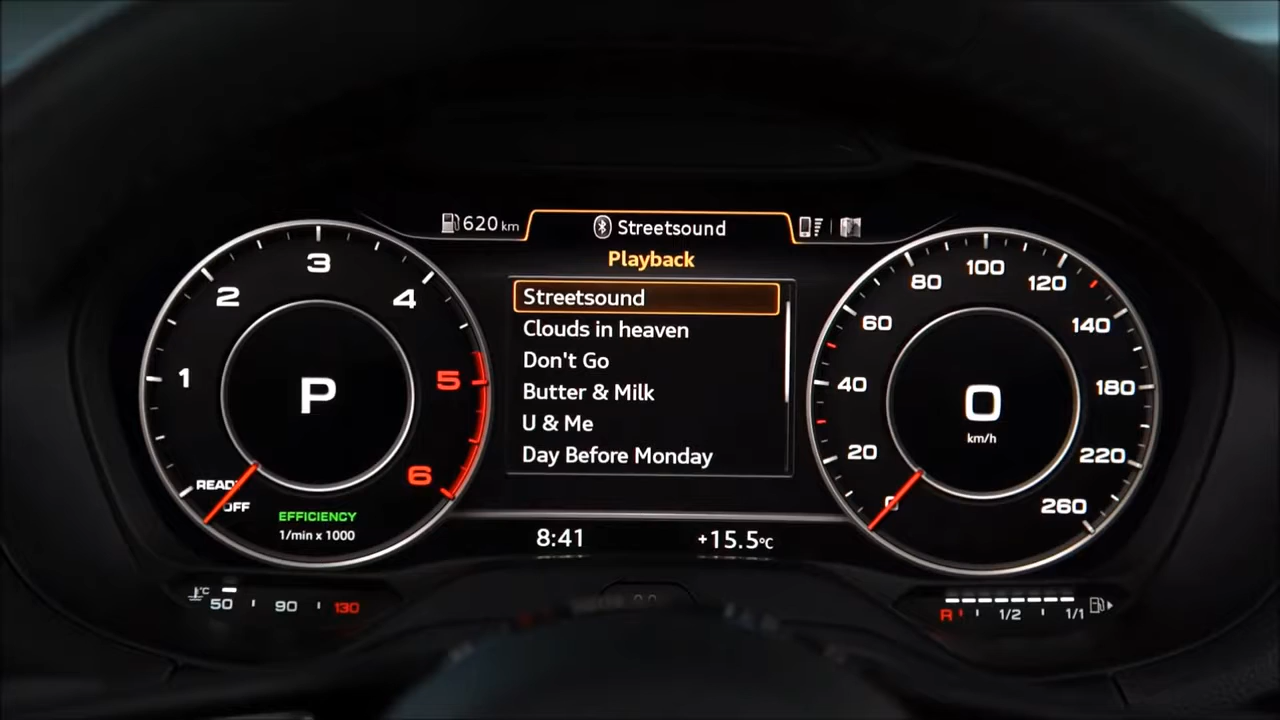 620 km
Streetsound
Playback
Streetsound
Clouds in heaven
Don't Go
Butter & Milk
U & Me
Day Before Monday
8:41
+15.5°C
1
2
3
4
5
6
READY
OFF
P
EFFICIENCY
1/min x 1000
0
20
40
60
80
100
120
140
180
220
260
0
km/h
°C
50
90
130
R
1/2
1/1